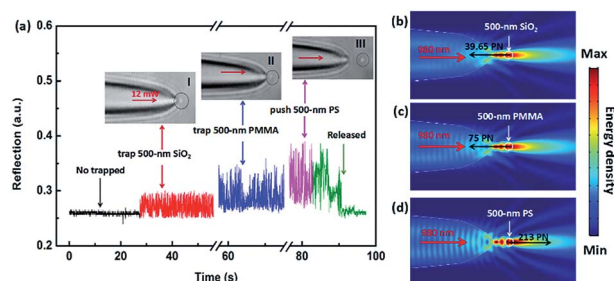 (a)
0.6
0.5
0.4
0.3
0.2
Reflection (a.u.)
I
12 mW
II
III
trap 500-nm SiO₂
trap 500-nm PMMA
push 500-nm PS
Released
No trapped
0 20 40 60 80 100
Time (s)
(b)
500-nm SiO₂
39.65 PN
980 nm
(c)
500-nm PMMA
75 PN
980 nm
(d)
500-nm PS
980 nm
213 PN
Max
Energy density
Min